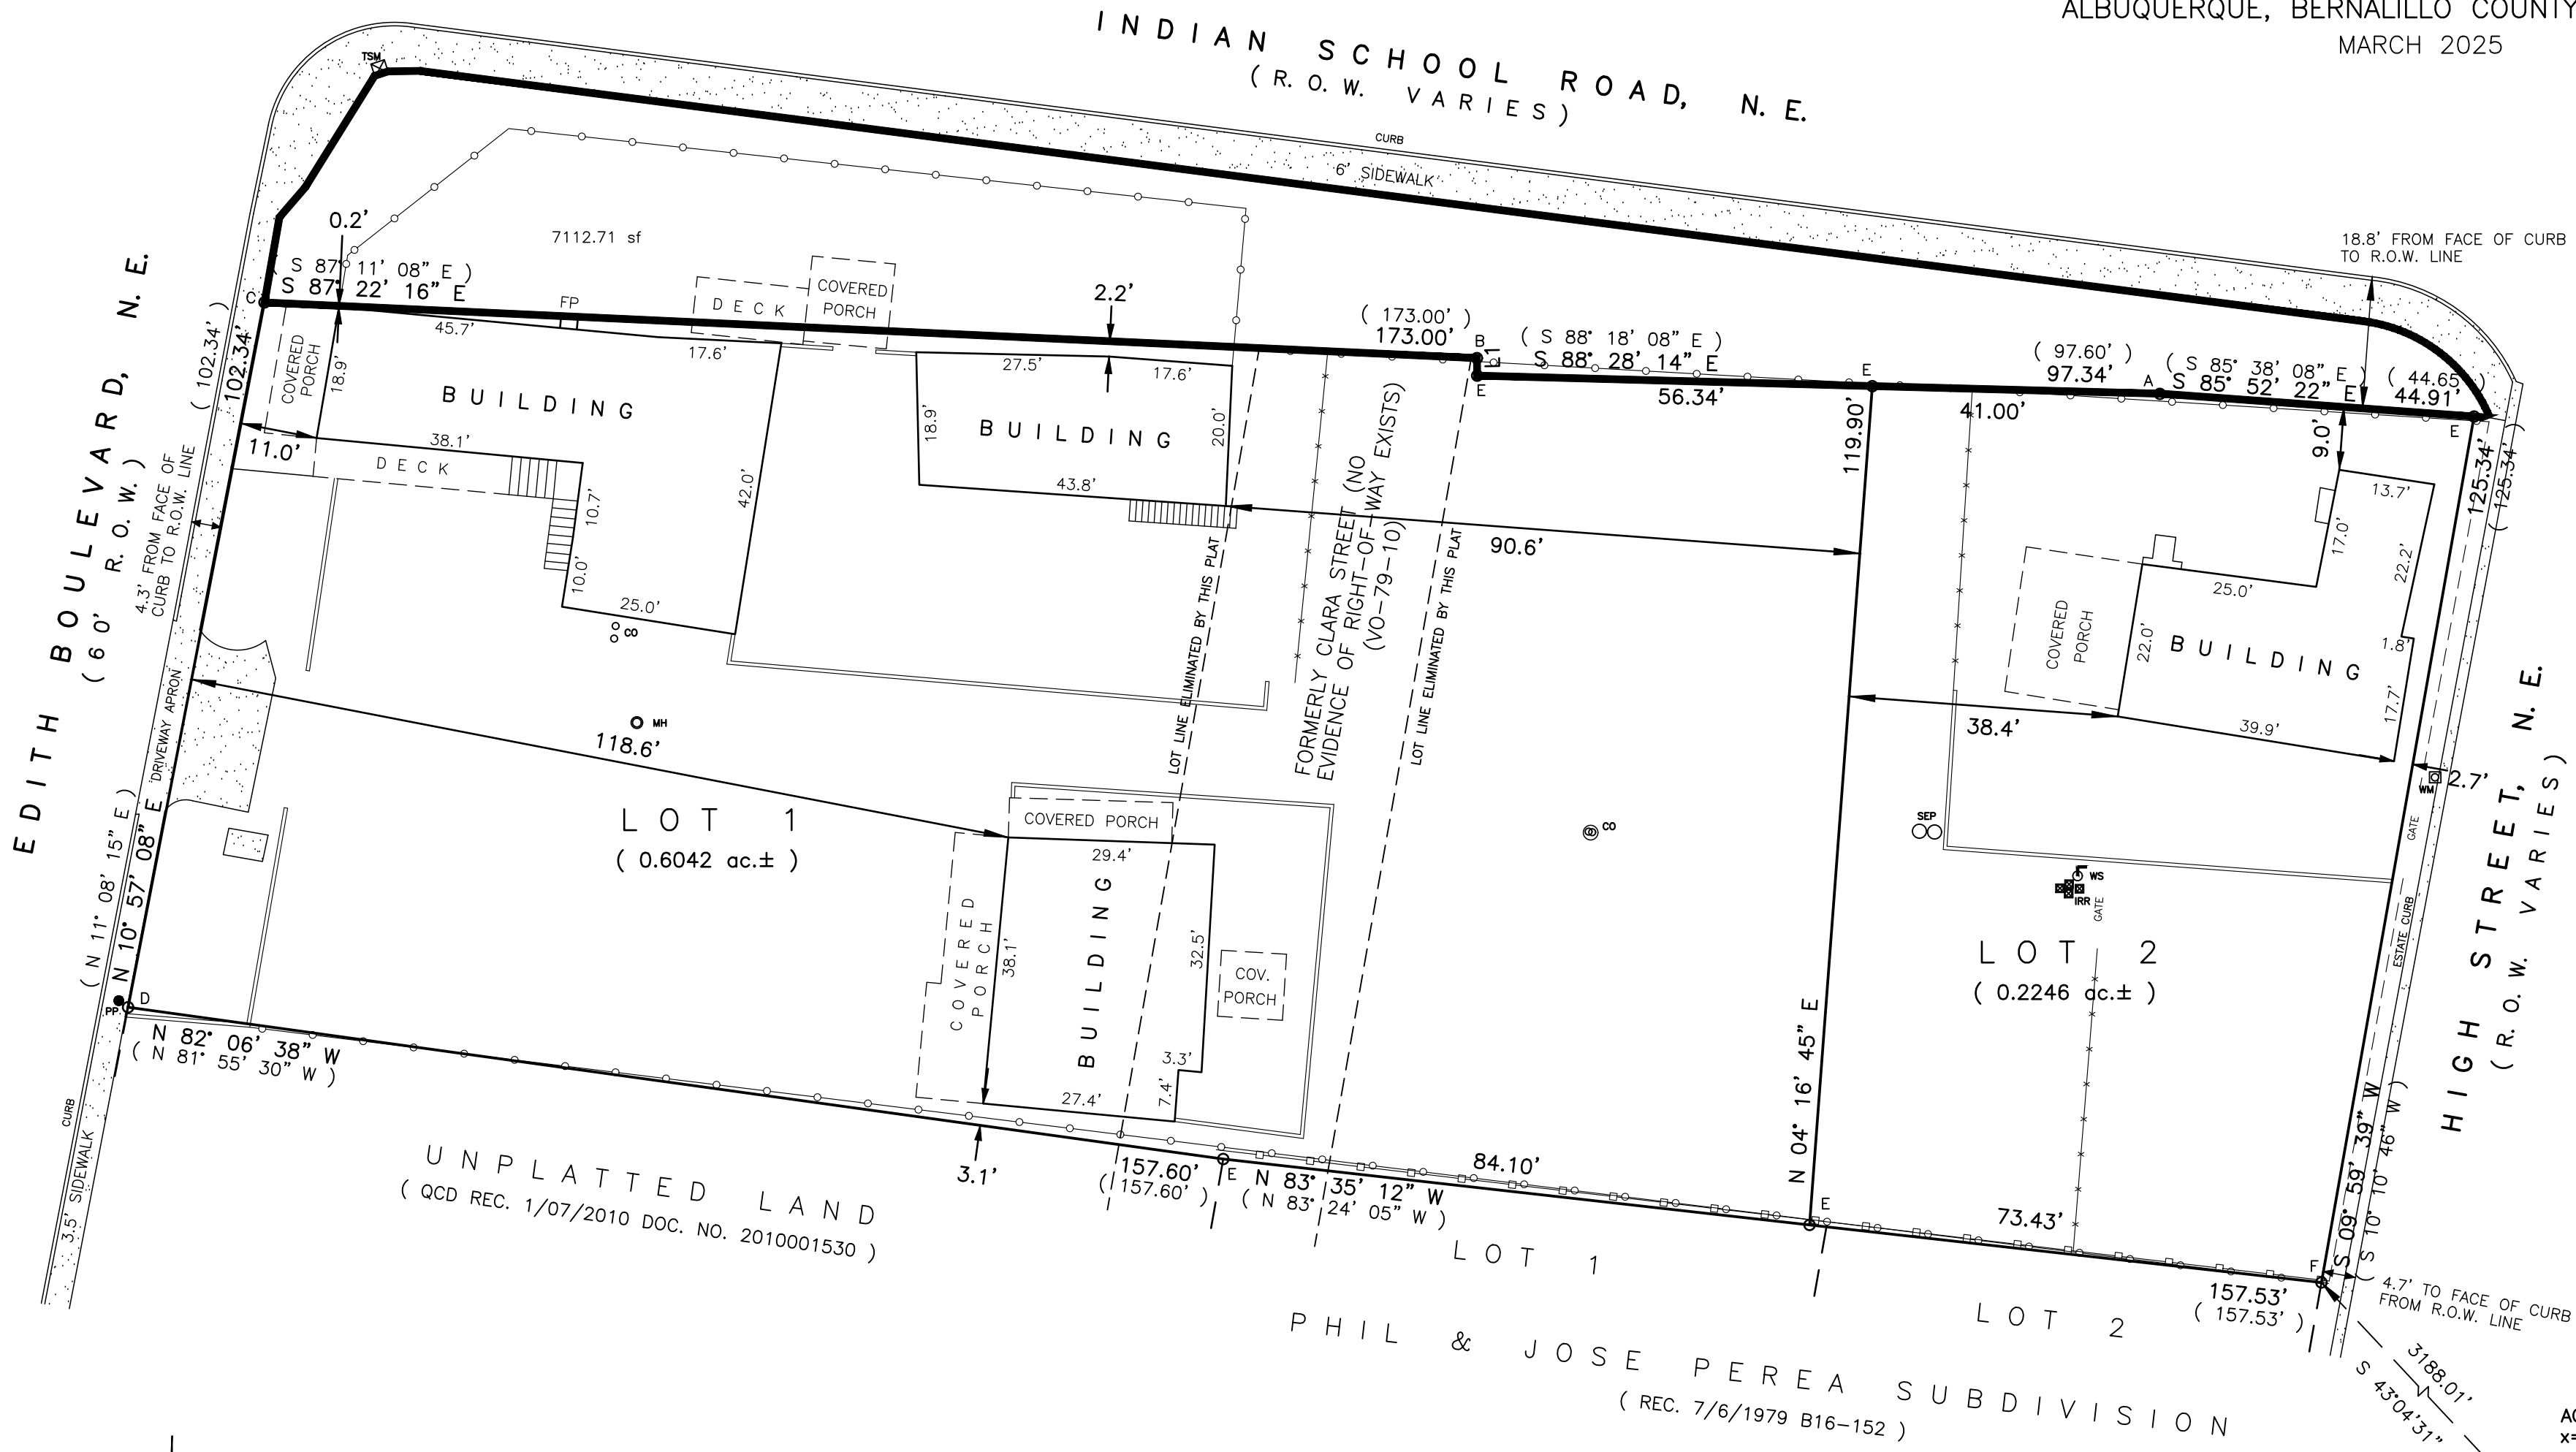 ALBUQUERQUE, BERNALILLO COUNTY
MARCH 2025
INDIAN SCHOOL ROAD, N.E.
( R. O. W. VARIES )
CURB
6' SIDEWALK
TSM
18.8' FROM FACE OF CURB
TO R.O.W. LINE
0.2'
7112.71 sf
( S 87° 11' 08" E )
S 87° 22' 16" E
C
FP
DECK
COVERED
PORCH
2.2'
( 173.00' )
173.00'
B
L1
E
( S 88° 18' 08" E )
S 88° 28' 14" E
56.34'
E
( 97.60' )
97.34'
41.00'
A
( S 85° 38' 08" E )
S 85° 52' 22" E
( 44.65' )
44.91'
E
EDITH BOULEVARD, N. E.
( 60' R. O. W. )
( 102.34' )
102.34'
4.3' FROM FACE OF
CURB TO R.O.W. LINE
11.0'
COVERED
PORCH
18.9'
45.7'
17.6'
BUILDING
38.1'
DECK
42.0'
10.7'
10.0'
25.0'
CO
27.5'
17.6'
18.9'
BUILDING
20.0'
43.8'
90.6'
LOT LINE ELIMINATED BY THIS PLAT
FORMERLY CLARA STREET (NO
EVIDENCE OF RIGHT-OF-WAY EXISTS)
(VO-79-10)
LOT LINE ELIMINATED BY THIS PLAT
119.90'
N 04° 16' 45" E
9.0'
13.7'
17.0'
22.2'
25.0'
COVERED
PORCH
22.0'
BUILDING
1.8'
17.7'
39.9'
38.4'
125.34'
( 125.34' )
2.7'
WM
GATE
HIGH STREET, N. E.
( R. O. W. VARIES )
DRIVEWAY APRON
MH
118.6'
LOT 1
( 0.6042 ac.± )
COVERED PORCH
29.4'
COVERED
PORCH
38.1'
BUILDING
32.5'
COV.
PORCH
3.3'
7.4'
27.4'
CO
SEP
WS
IRR
GATE
LOT 2
( 0.2246 ac.± )
ESTATE CURB
( N 11° 08' 15" E )
N 10° 57' 08" E
PP
D
N 82° 06' 38" W
( N 81° 55' 30" W )
CURB
3.5' SIDEWALK
UNPLATTED LAND
( QCD REC. 1/07/2010 DOC. NO. 2010001530 )
3.1'
157.60'
( 157.60' )
E
N 83° 35' 12" W
( N 83° 24' 05" W )
84.10'
E
73.43'
157.53'
( 157.53' )
F
S 09° 59' 39" W
( S 10° 10' 46" W )
4.7' TO FACE OF CURB
FROM R.O.W. LINE
LOT 1
LOT 2
PHIL & JOSE PEREA SUBDIVISION
( REC. 7/6/1979 B16-152 )
3188.01'
S 43°04'31"